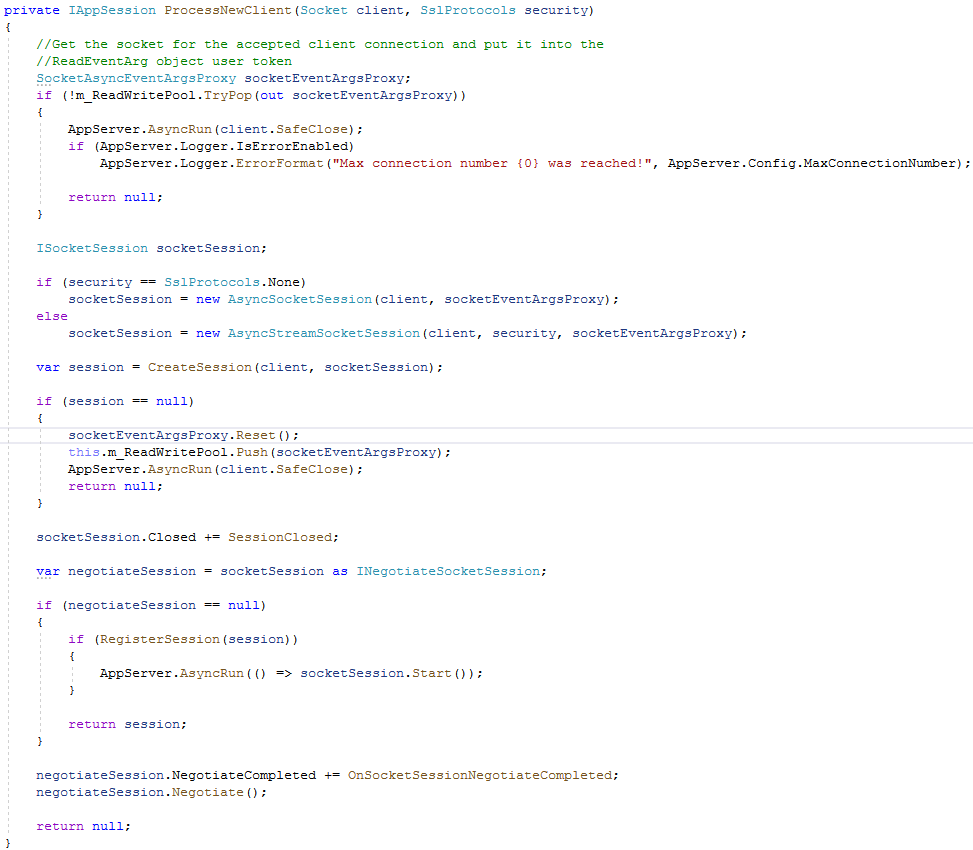 private IAppSession ProcessNewClient(Socket client, SslProtocols security)
{
    //Get the socket for the accepted client connection and put it into the
    //ReadEventArg object user token
    SocketAsyncEventArgsProxy socketEventArgsProxy;
    if (!m_ReadWritePool.TryPop(out socketEventArgsProxy))
    {
        AppServer.AsyncRun(client.SafeClose);
        if (AppServer.Logger.IsErrorEnabled)
            AppServer.Logger.ErrorFormat("Max connection number {0} was reached!", AppServer.Config.MaxConnectionNumber);

        return null;
    }

    ISocketSession socketSession;

    if (security == SslProtocols.None)
        socketSession = new AsyncSocketSession(client, socketEventArgsProxy);
    else
        socketSession = new AsyncStreamSocketSession(client, security, socketEventArgsProxy);

    var session = CreateSession(client, socketSession);

    if (session == null)
    {
        socketEventArgsProxy.Reset();
        this.m_ReadWritePool.Push(socketEventArgsProxy);
        AppServer.AsyncRun(client.SafeClose);
        return null;
    }

    socketSession.Closed += SessionClosed;

    var negotiateSession = socketSession as INegotiateSocketSession;

    if (negotiateSession == null)
    {
        if (RegisterSession(session))
        {
            AppServer.AsyncRun(() => socketSession.Start());
        }

        return session;
    }

    negotiateSession.NegotiateCompleted += OnSocketSessionNegotiateCompleted;
    negotiateSession.Negotiate();

    return null;
}